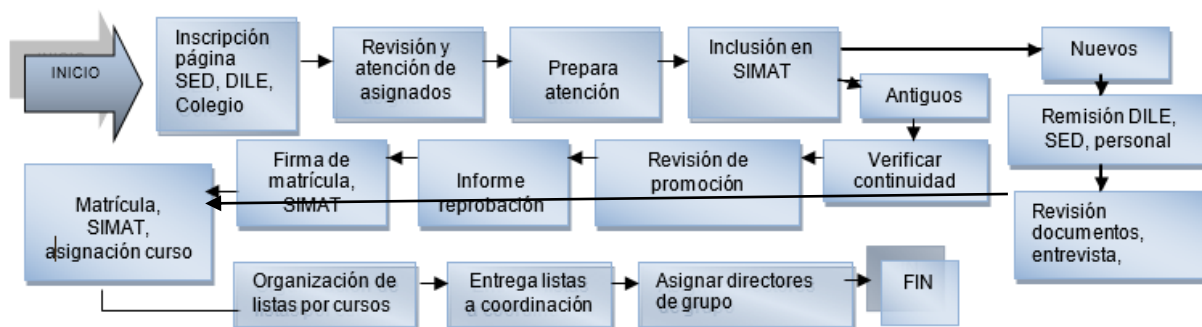 INICIO
Inscripción
página
SED, DILE,
Colegio
Revisión y
atención de
asignados
Prepara
atención
Inclusión en
SIMAT
Nuevos
Antiguos
Remisión DILE,
SED, personal
Firma de
matrícula,
SIMAT
Informe
reprobación
Revisión de
promoción
Verificar
continuidad
Matrícula,
SIMAT,
asignación curso
Revisión
documentos,
entrevista,
Organización de
listas por cursos
Entrega listas
a coordinación
Asignar directores
de grupo
FIN